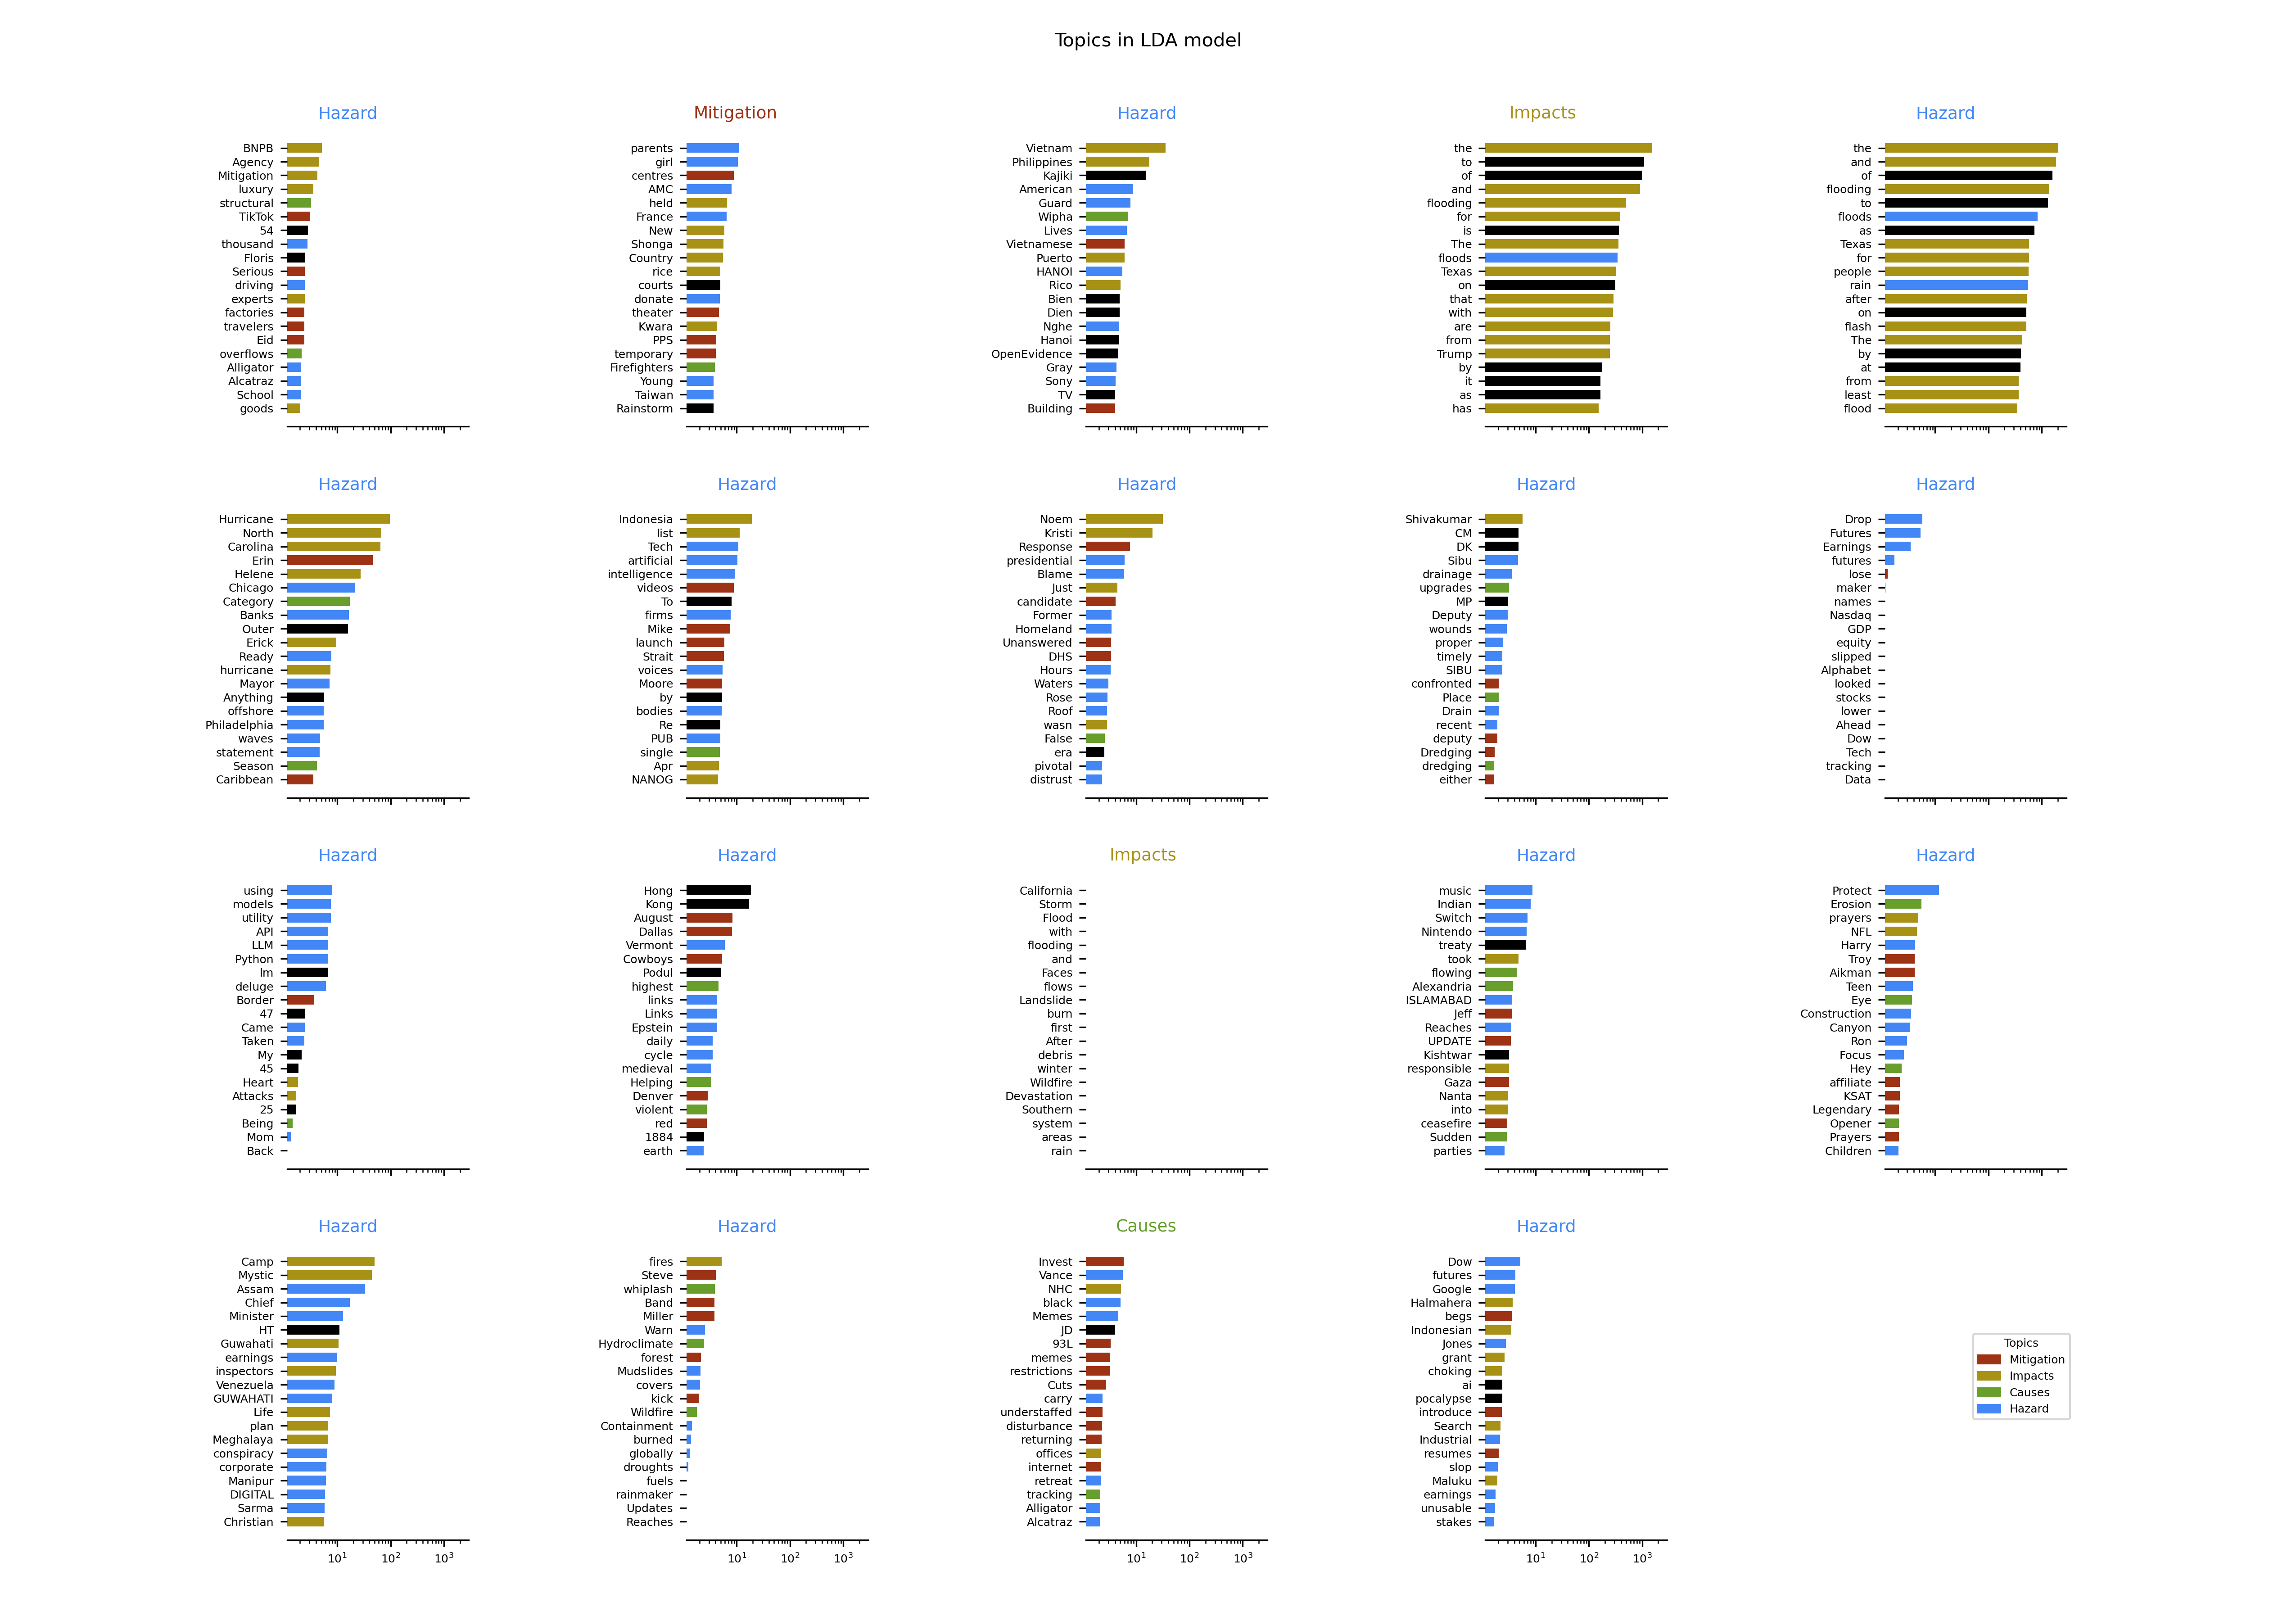 Topics in LDA model
Hazard
BNPB
Agency
Mitigation
luxury
structural
TikTok
54
thousand
Floris
Serious
driving
experts
factories
travelers
Eid
overflows
Alligator
Alcatraz
School
goods
Mitigation
parents
girl
centres
AMC
held
France
New
Shonga
Country
rice
courts
donate
theater
Kwara
PPS
temporary
Firefighters
Young
Taiwan
Rainstorm
Hazard
Vietnam
Philippines
Kajiki
American
Guard
Wipha
Lives
Vietnamese
Puerto
HANOI
Rico
Bien
Dien
Nghe
Hanoi
OpenEvidence
Gray
Sony
TV
Building
Impacts
the
to
of
and
flooding
for
is
The
floods
Texas
on
that
with
are
from
Trump
by
it
as
has
Hazard
the
and
of
flooding
to
floods
as
Texas
for
people
rain
after
on
flash
The
by
at
from
least
flood
Hazard
Hurricane
North
Carolina
Erin
Helene
Chicago
Category
Banks
Outer
Erick
Ready
hurricane
Mayor
Anything
offshore
Philadelphia
waves
statement
Season
Caribbean
Hazard
Indonesia
list
Tech
artificial
intelligence
videos
To
firms
Mike
launch
Strait
voices
Moore
by
bodies
Re
PUB
single
Apr
NANOG
Hazard
Noem
Kristi
Response
presidential
Blame
Just
candidate
Former
Homeland
Unanswered
DHS
Hours
Waters
Rose
Roof
wasn
False
era
pivotal
distrust
Hazard
Shivakumar
CM
DK
Sibu
drainage
upgrades
MP
Deputy
wounds
proper
timely
SIBU
confronted
Place
Drain
recent
deputy
Dredging
dredging
either
Hazard
Drop
Futures
Earnings
futures
lose
maker
names
Nasdaq
GDP
equity
slipped
Alphabet
looked
stocks
lower
Ahead
Dow
Tech
tracking
Data
Hazard
using
models
utility
API
LLM
Python
lm
deluge
Border
47
Came
Taken
My
45
Heart
Attacks
25
Being
Mom
Back
Hazard
Hong
Kong
August
Dallas
Vermont
Cowboys
Podul
highest
links
Links
Epstein
daily
cycle
medieval
Helping
Denver
violent
red
1884
earth
Impacts
California
Storm
Flood
with
flooding
and
Faces
flows
Landslide
burn
first
After
debris
winter
Wildfire
Devastation
Southern
system
areas
rain
Hazard
music
Indian
Switch
Nintendo
treaty
took
flowing
Alexandria
ISLAMABAD
Jeff
Reaches
UPDATE
Kishtwar
responsible
Gaza
Nanta
into
ceasefire
Sudden
parties
Hazard
Protect
Erosion
prayers
NFL
Harry
Troy
Aikman
Teen
Eye
Construction
Canyon
Ron
Focus
Hey
affiliate
KSAT
Legendary
Opener
Prayers
Children
Hazard
Camp
Mystic
Assam
Chief
Minister
HT
Guwahati
earnings
inspectors
Venezuela
GUWAHATI
Life
plan
Meghalaya
conspiracy
corporate
Manipur
DIGITAL
Sarma
Christian
10¹ 10² 10³
Hazard
fires
Steve
whiplash
Band
Miller
Warn
Hydroclimate
forest
Mudslides
covers
kick
Wildfire
Containment
burned
globally
droughts
fuels
rainmaker
Updates
Reaches
10¹ 10² 10³
Causes
Invest
Vance
NHC
black
Memes
JD
93L
memes
restrictions
Cuts
carry
understaffed
disturbance
returning
offices
internet
retreat
tracking
Alligator
Alcatraz
10¹ 10² 10³
Hazard
Dow
futures
Google
Halmahera
begs
Indonesian
Jones
grant
choking
ai
pocalypse
introduce
Search
Industrial
resumes
slop
Maluku
earnings
unusable
stakes
10¹ 10² 10³
Topics
Mitigation
Impacts
Causes
Hazard